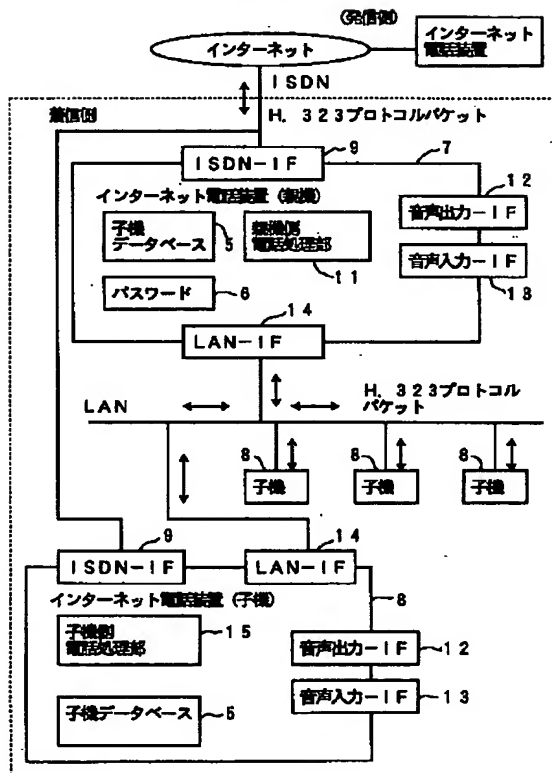 (発信側)
インターネット
インターネット
電話装置
ISDN
着信側
H. 323プロトコルパケット
9
7
ISDN-IF
12
インターネット電話装置(親機)
音声出力-IF
子機
データベース
5
親機側
電話処理部
11
音声入力-IF
13
パスワード
6
14
LAN-IF
LAN
H. 323プロトコル
パケット
8
子機
8
子機
8
子機
9
14
ISDN-IF
LAN-IF
インターネット電話装置(子機)
8
子機側
電話処理部
15
音声出力-IF
12
音声入力-IF
13
子機データベース
5